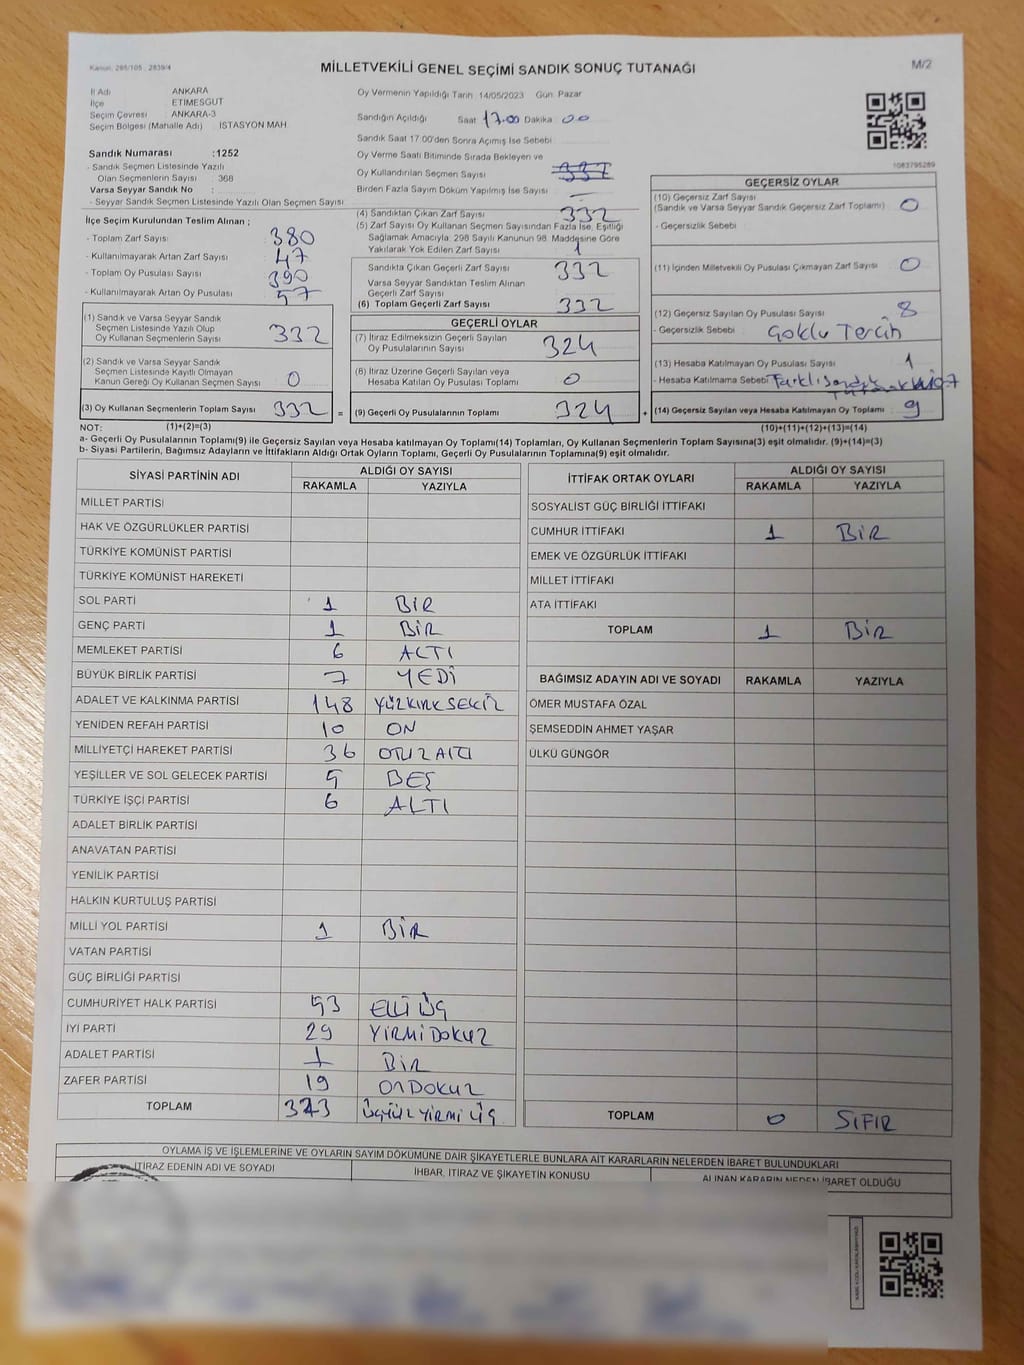 Kanun: 298/105 2839/4
MİLLETVEKİLİ GENEL SEÇİMİ SANDIK SONUÇ TUTANAĞI
M/2
İl Adı ANKARA
İlçe ETİMESGUT
Seçim Çevresi : ANKARA-3
Seçim Bölgesi (Mahalle Adı) : İSTASYON MAH
Sandık Numarası :1252
- Sandık Seçmen Listesinde Yazılı
Olan Seçmenlerin Sayısı : 368
Varsa Seyyar Sandık No :
- Seyyar Sandık Seçmen Listesinde Yazılı Olan Seçmen Sayısı
Oy Vermenin Yapıldığı Tarih 14/05/2023 Gün: Pazar
Sandığın Açıldığı Saat 17.00 Dakika 00
Sandık Saat 17:00'den Sonra Açımış İse Sebebi
Oy Verme Saati Bitiminde Sırada Bekleyen ve
Oy Kullandırılan Seçmen Sayısı
Birden Fazla Sayım Döküm Yapılmış İse Sayısı
1063795289
İlçe Seçim Kurulundan Teslim Alınan ;
- Toplam Zarf Sayısı : 380
- Kullanılmayarak Artan Zarf Sayısı : 47
- Toplam Oy Pusulası Sayısı : 390
- Kullanılmayarak Artan Oy Pusulası : 57
(4) Sandıktan Çıkan Zarf Sayısı 332
(5) Zarf Sayısı Oy Kullanan Seçmen Sayısından Fazla İse, Eşitliği
Sağlamak Amacıyla: 298 Sayılı Kanunun 98. Maddesine Göre
Yakılarak Yok Edilen Zarf Sayısı 1
Sandıkta Çıkan Geçerli Zarf Sayısı 332
Varsa Seyyar Sandıktan Teslim Alınan
Geçerli Zarf Sayısı
(6) Toplam Geçerli Zarf Sayısı 332
GEÇERSİZ OYLAR
(10) Geçersiz Zarf Sayısı 0
(Sandık ve Varsa Seyyar Sandık Geçersiz Zarf Toplamı)
- Geçersizlik Sebebi :
(11) İçinden Milletvekili Oy Pusulası Çıkmayan Zarf Sayısı 0
(12) Geçersiz Sayılan Oy Pusulası Sayısı 8
- Geçersizlik Sebebi : Çoklu Tercih
(13) Hesaba Katılmayan Oy Pusulası Sayısı 1
- Hesaba Katılmama Sebebi Farklı Sandık
(14) Geçersiz Sayılan veya Hesaba Katılmayan Oy Toplamı 9
(1) Sandık ve Varsa Seyyar Sandık
Seçmen Listesinde Yazılı Olup
Oy Kullanan Seçmenlerin Sayısı 332
(2) Sandık ve Varsa Seyyar Sandık
Seçmen Listesinde Kayıtlı Olmayan
Kanun Gereği Oy Kullanan Seçmen Sayısı 0
(3) Oy Kullanan Seçmenlerin Toplam Sayısı 332 =
GEÇERLİ OYLAR
(7) İtiraz Edilmeksizin Geçerli Sayılan
Oy Pusulalarının Sayısı 324
(8) İtiraz Üzerine Geçerli Sayılan veya
Hesaba Katılan Oy Pusulası Toplamı 0
(9) Geçerli Oy Pusulalarının Toplamı 324 +
NOT: (1)+(2)=(3) (10)+(11)+(12)+(13)=(14)
a- Geçerli Oy Pusulalarının Toplamı(9) ile Geçersiz Sayılan veya Hesaba katılmayan Oy Toplamı(14) Toplamları, Oy Kullanan Seçmenlerin Toplam Sayısına(3) eşit olmalıdır. (9)+(14)=(3)
b- Siyasi Partilerin, Bağımsız Adayların ve İttifakların Aldığı Ortak Oyların Toplamı, Geçerli Oy Pusulalarının Toplamına(9) eşit olmalıdır.
SİYASİ PARTİNİN ADI ALDIĞI OY SAYISI
RAKAMLA YAZIYLA
MİLLET PARTİSİ
HAK VE ÖZGÜRLÜKLER PARTİSİ
TÜRKİYE KOMÜNİST PARTİSİ
TÜRKİYE KOMÜNİST HAREKETİ
SOL PARTİ 1 BİR
GENÇ PARTİ 1 BİR
MEMLEKET PARTİSİ 6 ALTI
BÜYÜK BİRLİK PARTİSİ 7 YEDİ
ADALET VE KALKINMA PARTİSİ 148 YÜZKIRKSEKİZ
YENİDEN REFAH PARTİSİ 10 ON
MİLLİYETÇİ HAREKET PARTİSİ 36 OTUZALTI
YEŞİLLER VE SOL GELECEK PARTİSİ 5 BEŞ
TÜRKİYE İŞÇİ PARTİSİ 6 ALTI
ADALET BİRLİK PARTİSİ
ANAVATAN PARTİSİ
YENİLİK PARTİSİ
HALKIN KURTULUŞ PARTİSİ
MİLLİ YOL PARTİSİ 1 BİR
VATAN PARTİSİ
GÜÇ BİRLİĞİ PARTİSİ
CUMHURİYET HALK PARTİSİ 53 ELLİ ÜÇ
İYİ PARTİ 29 YİRMİDOKUZ
ADALET PARTİSİ 1 BİR
ZAFER PARTİSİ 19 ONDOKUZ
TOPLAM 323 ÜÇYÜZ YİRMİ ÜÇ
İTTİFAK ORTAK OYLARI ALDIĞI OY SAYISI
RAKAMLA YAZIYLA
SOSYALİST GÜÇ BİRLİĞİ İTTİFAKI
CUMHUR İTTİFAKI 1 BİR
EMEK VE ÖZGÜRLÜK İTTİFAKI
MİLLET İTTİFAKI
ATA İTTİFAKI
TOPLAM 1 BİR
BAĞIMSIZ ADAYIN ADI VE SOYADI RAKAMLA YAZIYLA
ÖMER MUSTAFA ÖZAL
ŞEMSEDDİN AHMET YAŞAR
ÜLKÜ GÜNGÖR
TOPLAM 0 SIFIR
OYLAMA İŞ VE İŞLEMLERİNE VE OYLARIN SAYIM DÖKÜMÜNE DAİR ŞİKAYETLERLE BUNLARA AİT KARARLARIN NELERDEN İBARET BULUNDUKLARI
İTİRAZ EDENİN ADI VE SOYADI İHBAR, İTİRAZ VE ŞİKAYETİN KONUSU ALINAN KARARIN NEDEN İBARET OLDUĞU